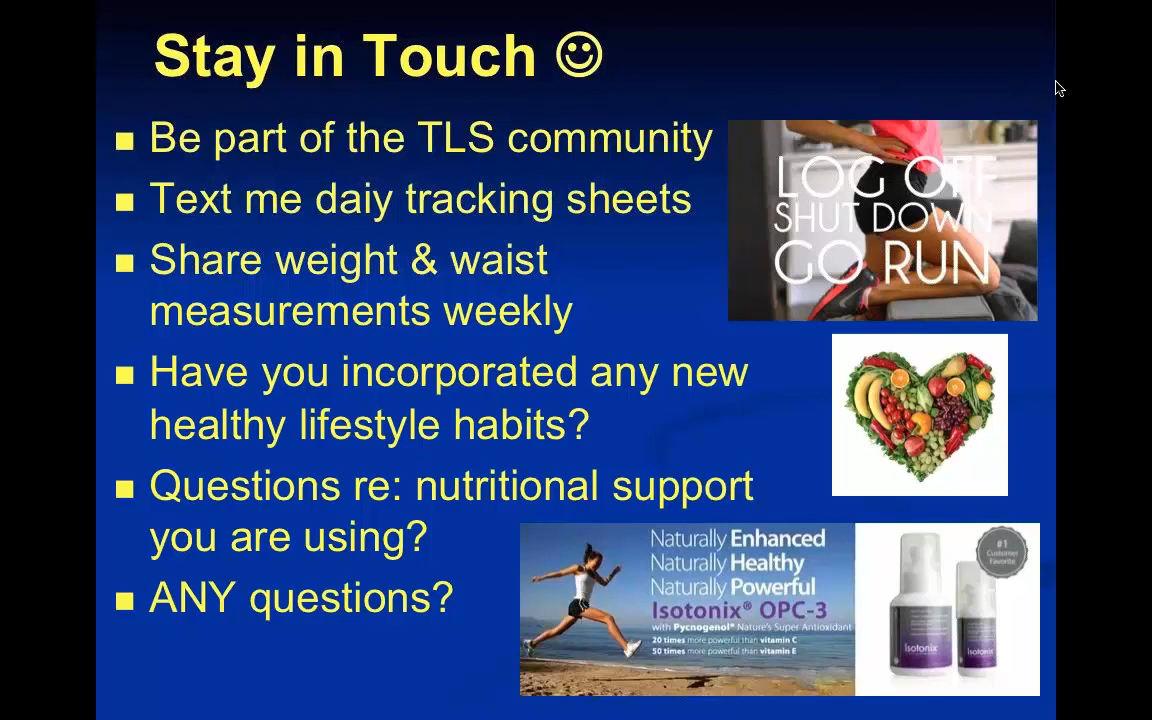 Stay in Touch ☺
■ Be part of the TLS community
■ Text me daiy tracking sheets
■ Share weight & waist
measurements weekly
■ Have you incorporated any new
healthy lifestyle habits?
■ Questions re: nutritional support
you are using?
■ ANY questions?
LOG OFF
SHUT DOWN
GO RUN
Naturally Enhanced
Naturally Healthy
Naturally Powerful
Isotonix® OPC-3
with Pycnogenol® Nature's Super Antioxidant
20 times more powerful than vitamin C
50 times more powerful than vitamin E
#1
Customer
Favorite
Isotonix
Isotonix